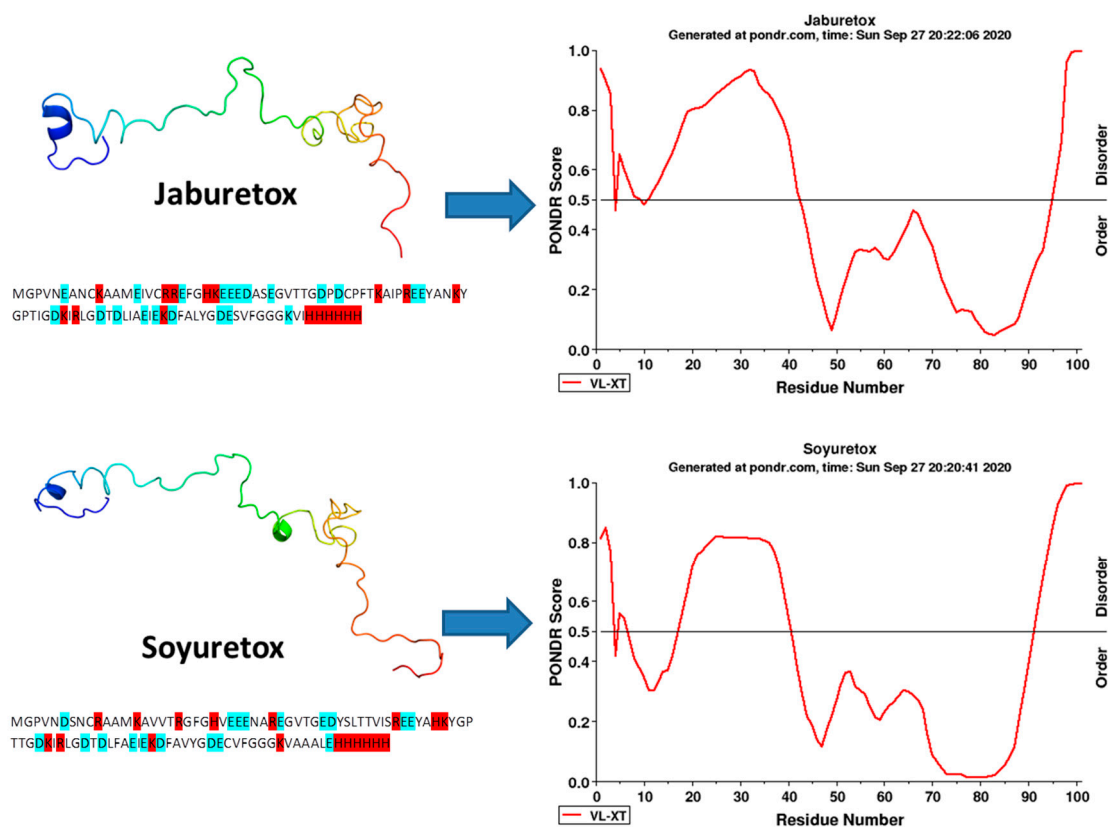 Jaburetox
Generated at pondr.com, time: Sun Sep 27 20:22:06 2020
Jaburetox
PONDR Score
1.0
0.8
0.6
0.5
0.4
0.2
0.0
Disorder
Order
0 10 20 30 40 50 60 70 80 90 100
Residue Number
VL-XT
MGPVNEANCKAAMEIVCRREFGHKEEEDASEGVTTGDPDCPFTKAIPREEYANKY
GPTIGDKIRLGDTDLIAEIEKDFALYGDESVFGGGKVIHHHHHH
Soyuretox
Generated at pondr.com, time: Sun Sep 27 20:20:41 2020
Soyuretox
PONDR Score
1.0
0.8
0.6
0.5
0.4
0.2
0.0
Disorder
Order
0 10 20 30 40 50 60 70 80 90 100
Residue Number
VL-XT
MGPVNDSNCRAAMKAVVTRGFGHVEEENAREGVTGEDYSLTTVISREEYAHKYGP
TTGDKIRLGDTDLFAEIEKDFAVYGDECVFGGGKVAAALEHHHHHH